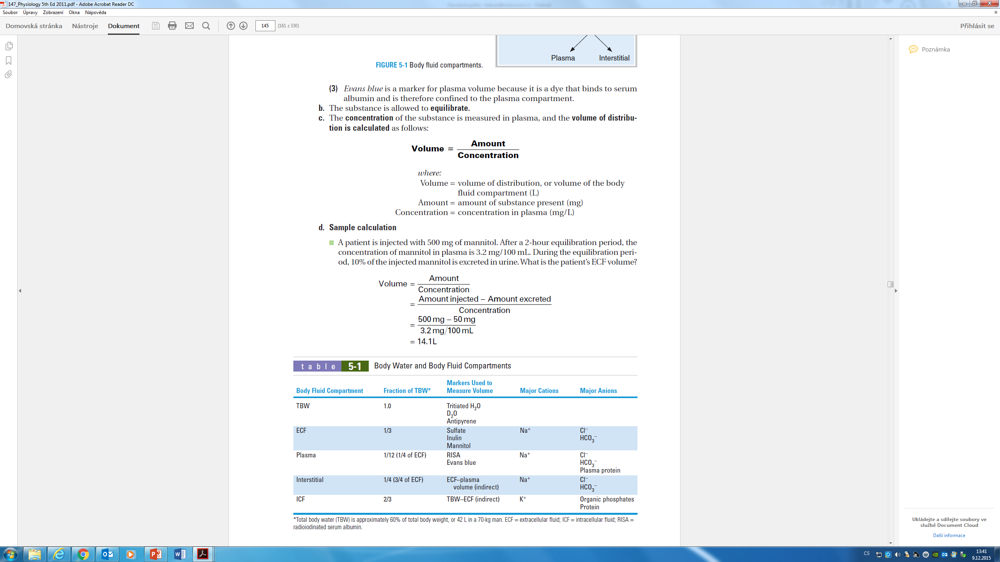 147_Physiology 5th Ed 2011.pdf - Adobe Acrobat Reader DC
Soubor Úpravy Zobrazení Okna Nápověda
Domovská stránka Nástroje Dokument 145 (161 z 330) Přihlásit se
Poznámka
Plasma Interstitial
FIGURE 5-1 Body fluid compartments.
(3) Evans blue is a marker for plasma volume because it is a dye that binds to serum
albumin and is therefore confined to the plasma compartment.
b. The substance is allowed to equilibrate.
c. The concentration of the substance is measured in plasma, and the volume of distribu-
tion is calculated as follows:
Volume = Amount
Concentration
where:
Volume = volume of distribution, or volume of the body
fluid compartment (L)
Amount = amount of substance present (mg)
Concentration = concentration in plasma (mg/L)
d. Sample calculation
A patient is injected with 500 mg of mannitol. After a 2-hour equilibration period, the
concentration of mannitol in plasma is 3.2 mg/100 mL. During the equilibration peri-
od, 10% of the injected mannitol is excreted in urine. What is the patient's ECF volume?
Volume = Amount
Concentration
= Amount injected – Amount excreted
Concentration
= 500 mg – 50 mg
3.2 mg/100 mL
= 14.1 L
table 5-1 Body Water and Body Fluid Compartments
Markers Used to
Body Fluid Compartment Fraction of TBW* Measure Volume Major Cations Major Anions
TBW 1.0 Tritiated H₂O
D₂O
Antipyrene
ECF 1/3 Sulfate Na⁺ Cl⁻
Inulin HCO₃⁻
Mannitol
Plasma 1/12 (1/4 of ECF) RISA Na⁺ Cl⁻
Evans blue HCO₃⁻
Plasma protein
Interstitial 1/4 (3/4 of ECF) ECF–plasma Na⁺ Cl⁻
volume (indirect) HCO₃⁻
ICF 2/3 TBW–ECF (indirect) K⁺ Organic phosphates
Protein
*Total body water (TBW) is approximately 60% of total body weight, or 42 L in a 70-kg man. ECF = extracellular fluid; ICF = intracellular fluid; RISA =
radioiodinated serum albumin.
Ukládejte a sdílejte soubory ve
službě Document Cloud
Další informace
CS 13:41
9.12.2015